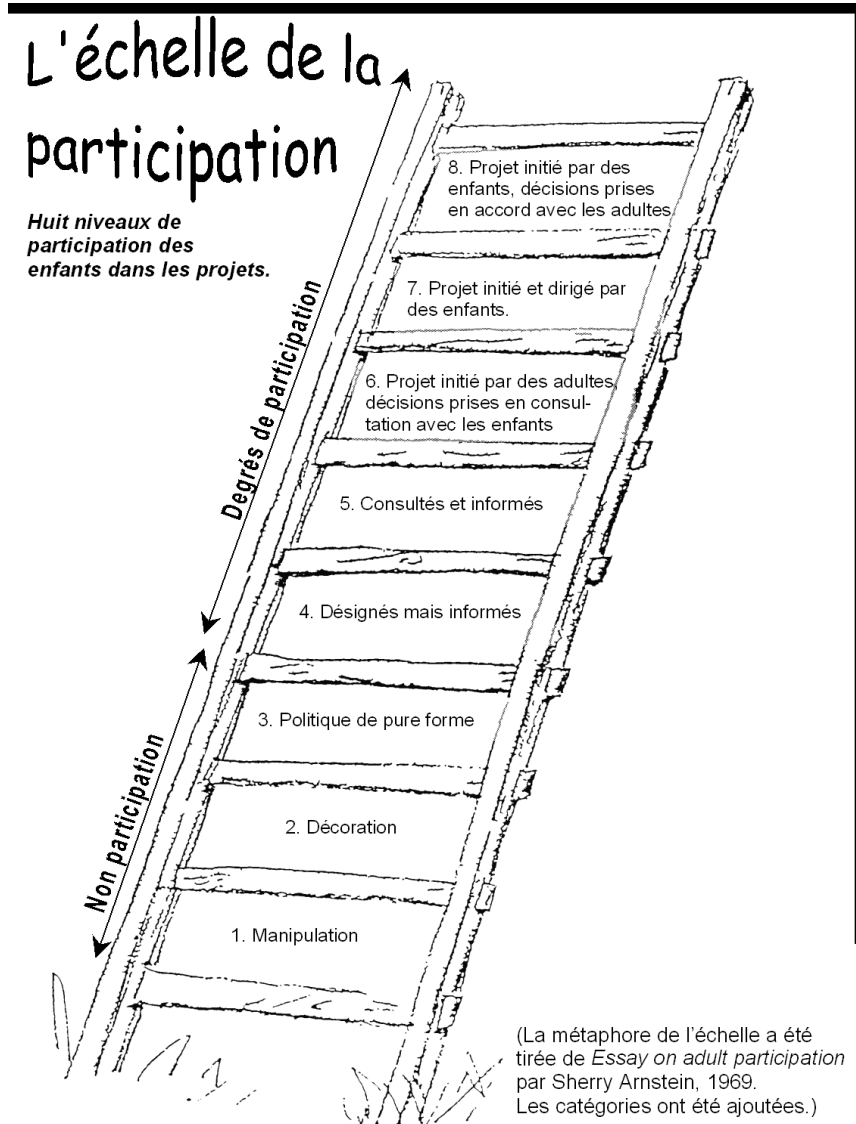 L'échelle de la
participation
Huit niveaux de
participation des
enfants dans les projets.
Degrés de participation
Non participation
8. Projet initié par des
enfants, décisions prises
en accord avec les adultes
7. Projet initié et dirigé par
des enfants.
6. Projet initié par des adultes,
décisions prises en consul-
tation avec les enfants
5. Consultés et informés
4. Désignés mais informés
3. Politique de pure forme
2. Décoration
1. Manipulation
(La métaphore de l'échelle a été
tirée de Essay on adult participation
par Sherry Arnstein, 1969.
Les catégories ont été ajoutées.)